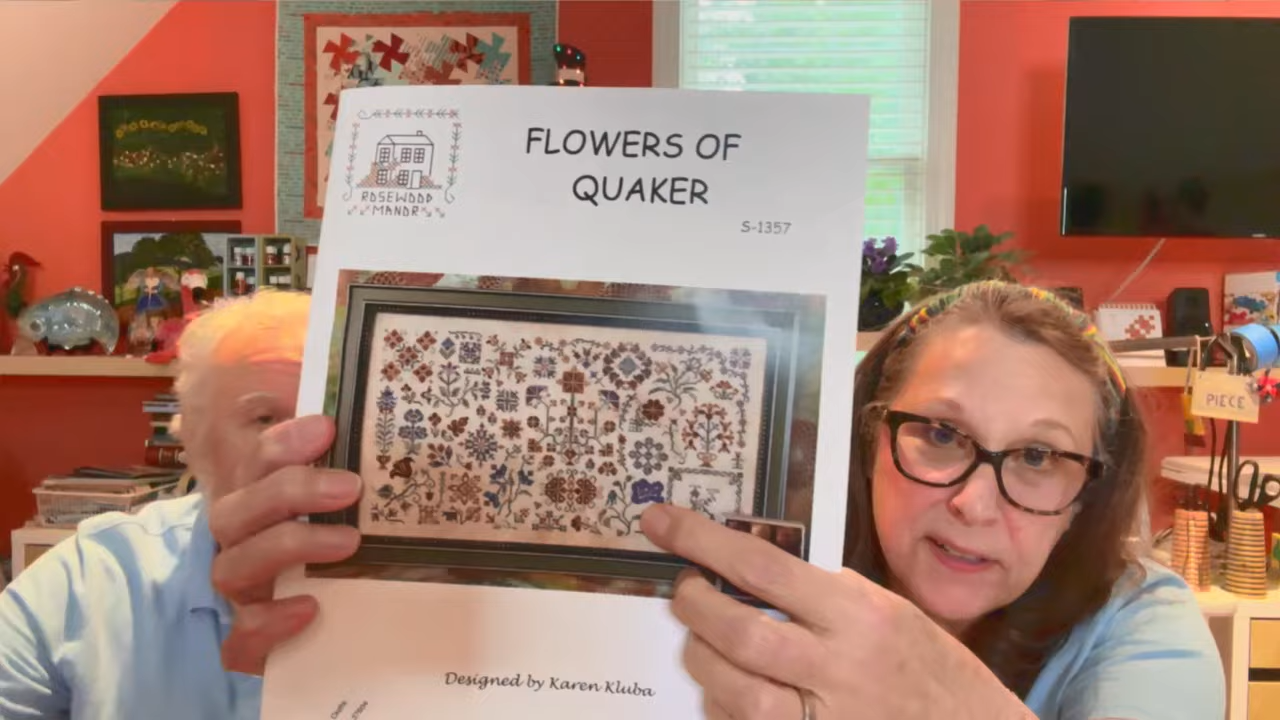 ROSEWOOD
MANOR
FLOWERS OF
QUAKER
S-1357
PIECE
Designed by Karen Kluba